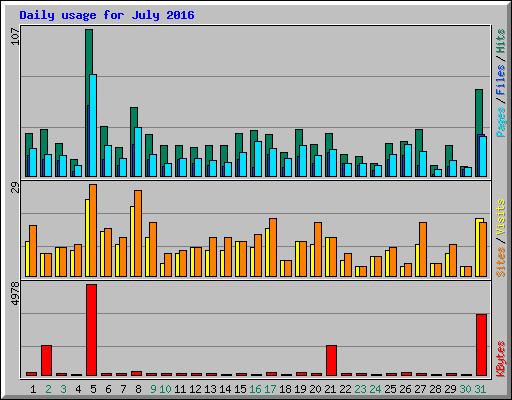 Daily usage for July 2016
107
Pages / Files / Hits
29
Sites / Visits
4978
KBytes
1 2 3 4 5 6 7 8 9 10 11 12 13 14 15 16 17 18 19 20 21 22 23 24 25 26 27 28 29 30 31